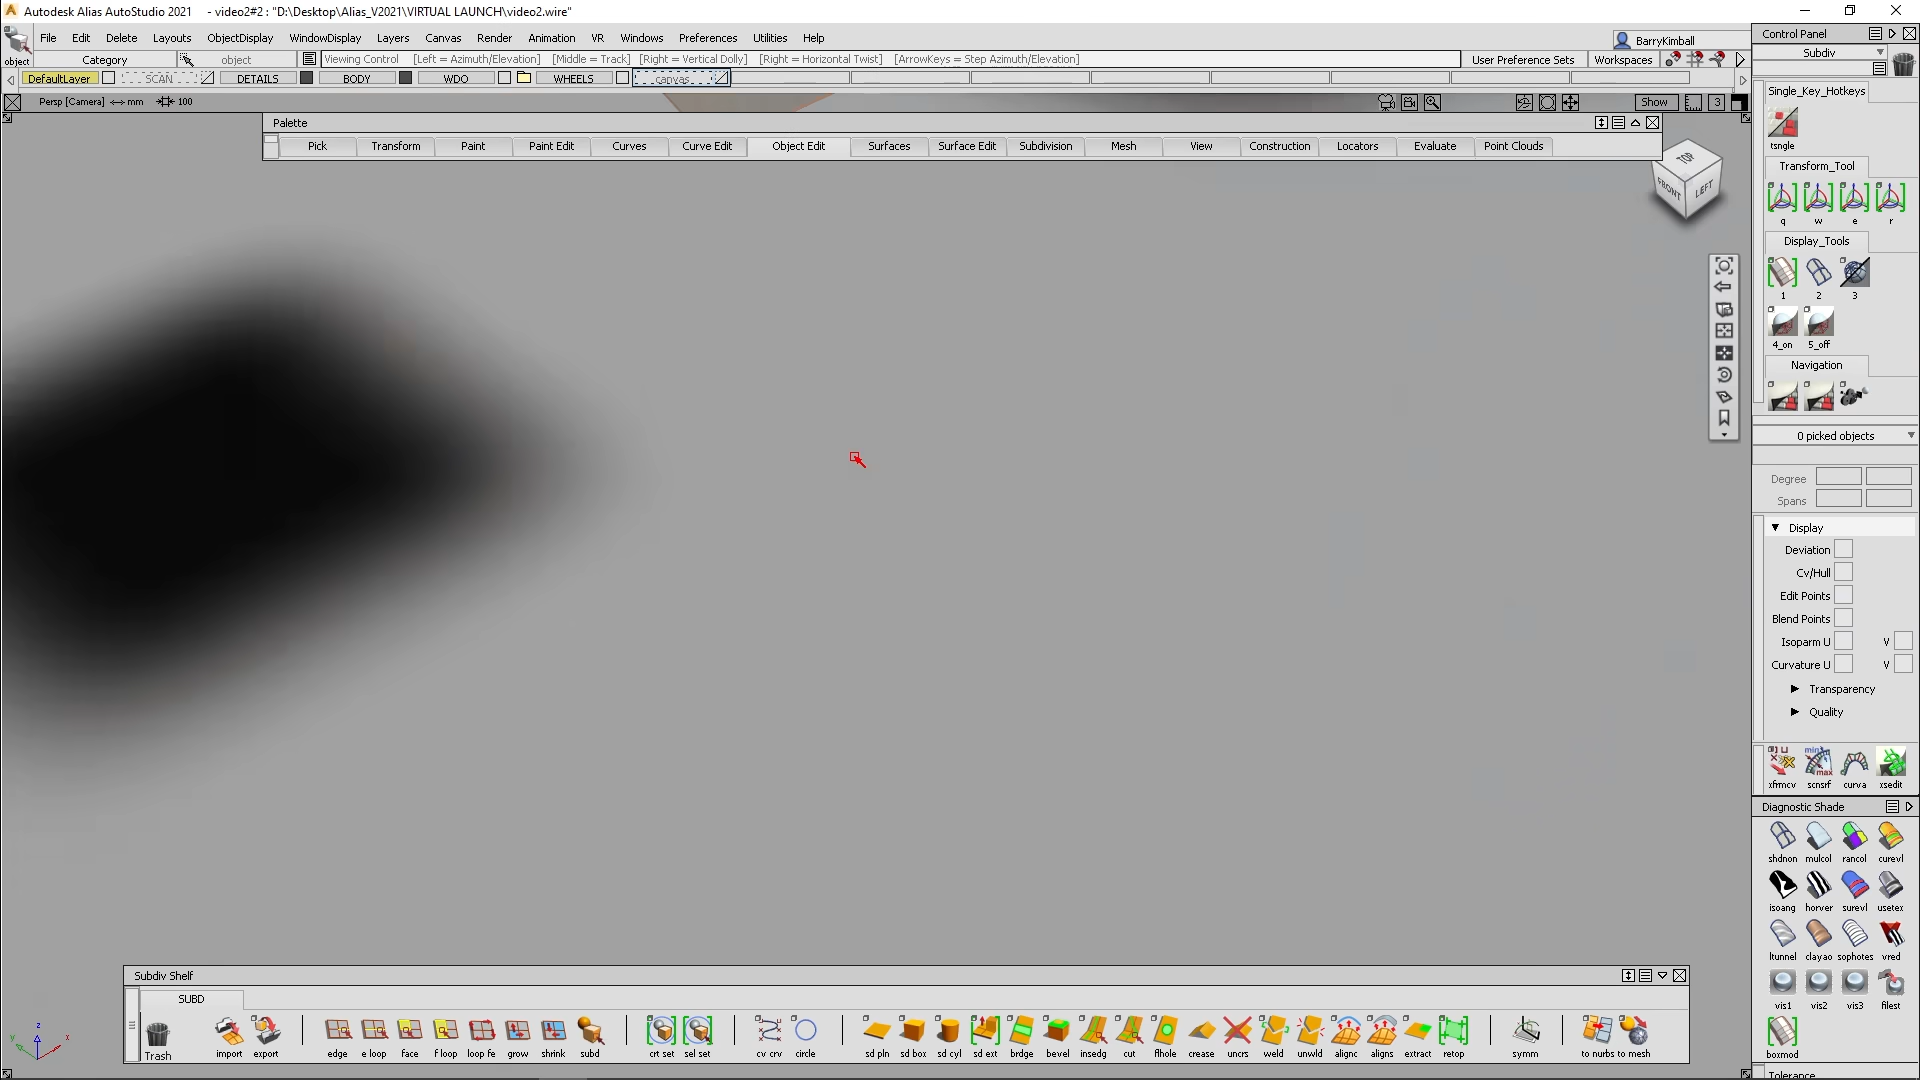 Autodesk Alias AutoStudio 2021 - video2#2 : "D:\Desktop\Alias_V2021\VIRTUAL LAUNCH\video2.wire"
File Edit Delete Layouts ObjectDisplay WindowDisplay Layers Canvas Render Animation VR Windows Preferences Utilities Help
BarryKimball
object Category object Viewing Control [Left = Azimuth/Elevation] [Middle = Track] [Right = Vertical Dolly] [Right = Horizontal Twist] [ArrowKeys = Step Azimuth/Elevation] User Preference Sets Workspaces
DefaultLayer SCAN DETAILS BODY WDO WHEELS canvas
Persp [Camera] mm 100 Show 3
Palette
Pick Transform Paint Paint Edit Curves Curve Edit Object Edit Surfaces Surface Edit Subdivision Mesh View Construction Locators Evaluate Point Clouds
TOP
FRONT LEFT
Control Panel
Subdiv
Single_Key_Hotkeys
tsngle
Transform_Tool
q w e r
Display_Tools
1 2 3
4_on 5_off
Navigation
0 picked objects
Degree
Spans
Display
Deviation
Cv/Hull
Edit Points
Blend Points
Isoparm U V
Curvature U V
Transparency
Quality
min
max
xfrmcv scnsrf curva xsedit
Diagnostic Shade
shdnon mulcol rancol curevl
isoang horver surevl usetex
ltunnel clayao sophotes vred
vis1 vis2 vis3 filest
boxmod
Tolerance
Subdiv Shelf
SUBD
Trash import export edge e loop face f loop loop fe grow shrink subd crt set sel set cv crv circle sd pln sd box sd cyl sd ext brdge bevel insedg cut flhole crease uncrs weld unwld alignc aligns extract retop symm to nurbs to mesh
z
y x